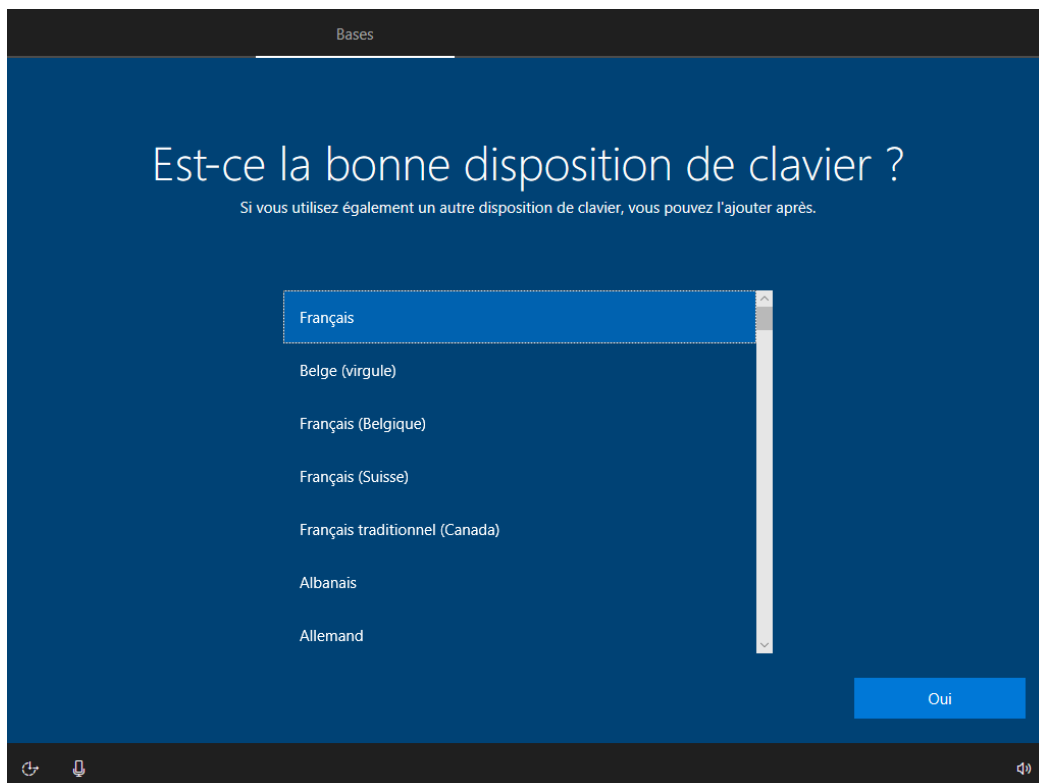 Bases
Est-ce la bonne disposition de clavier ?
Si vous utilisez également un autre disposition de clavier, vous pouvez l'ajouter après.
Français
Belge (virgule)
Français (Belgique)
Français (Suisse)
Français traditionnel (Canada)
Albanais
Allemand
Oui